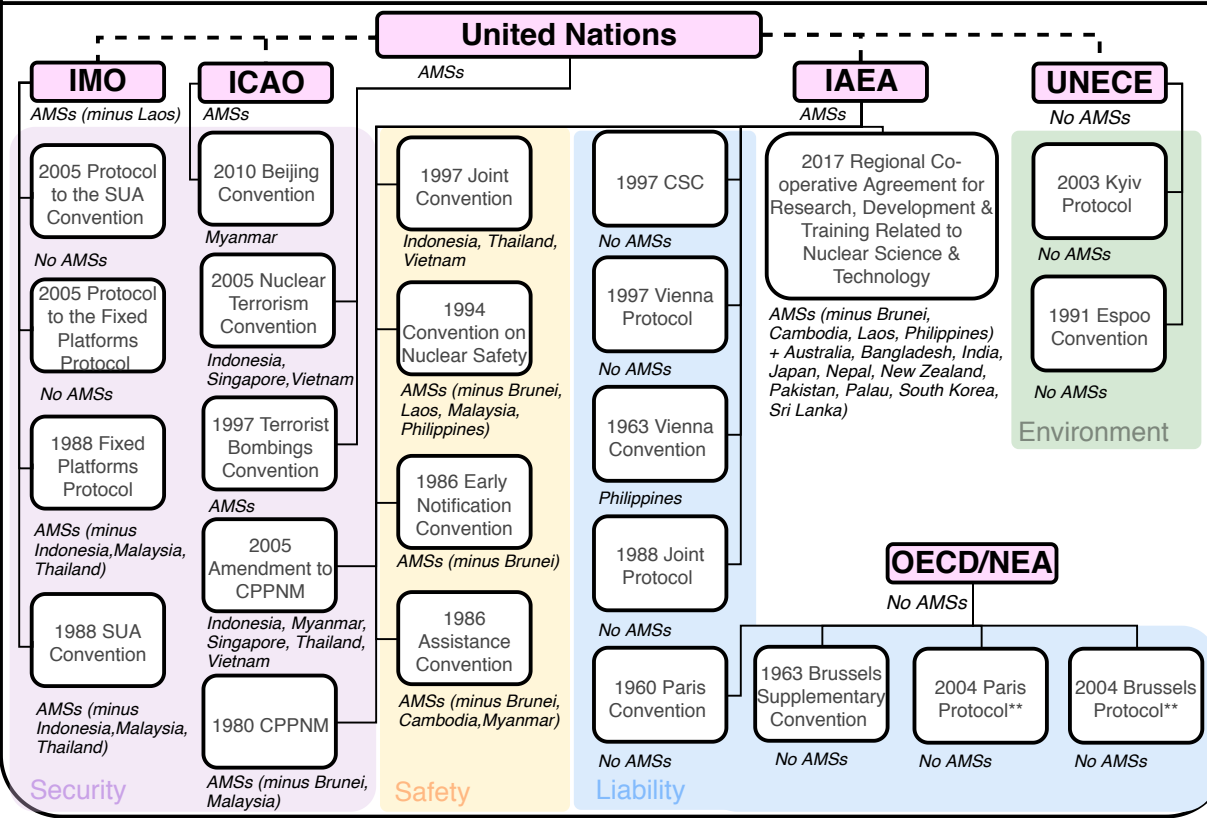 United Nations
AMSs
IMO
AMSs (minus Laos)
2005 Protocol
to the SUA
Convention
No AMSs
2005 Protocol
to the Fixed
Platforms
Protocol
No AMSs
1988 Fixed
Platforms
Protocol
AMSs (minus
Indonesia,Malaysia,
Thailand)
1988 SUA
Convention
AMSs (minus
Indonesia,Malaysia,
Thailand)
Security
ICAO
AMSs
2010 Beijing
Convention
Myanmar
2005 Nuclear
Terrorism
Convention
Indonesia,
Singapore,Vietnam
1997 Terrorist
Bombings
Convention
AMSs
2005
Amendment to
CPPNM
Indonesia, Myanmar,
Singapore, Thailand,
Vietnam
1980 CPPNM
AMSs (minus Brunei,
Malaysia)
1997 Joint
Convention
Indonesia, Thailand,
Vietnam
1994
Convention on
Nuclear Safety
AMSs (minus Brunei,
Laos, Malaysia,
Philippines)
1986 Early
Notification
Convention
AMSs (minus Brunei)
1986
Assistance
Convention
AMSs (minus Brunei,
Cambodia,Myanmar)
Safety
IAEA
AMSs
1997 CSC
No AMSs
1997 Vienna
Protocol
No AMSs
1963 Vienna
Convention
Philippines
1988 Joint
Protocol
No AMSs
1960 Paris
Convention
No AMSs
Liability
2017 Regional Co-
operative Agreement for
Research, Development &
Training Related to
Nuclear Science &
Technology
AMSs (minus Brunei,
Cambodia, Laos, Philippines)
+ Australia, Bangladesh, India,
Japan, Nepal, New Zealand,
Pakistan, Palau, South Korea,
Sri Lanka)
UNECE
No AMSs
2003 Kyiv
Protocol
No AMSs
1991 Espoo
Convention
No AMSs
Environment
OECD/NEA
No AMSs
1963 Brussels
Supplementary
Convention
No AMSs
2004 Paris
Protocol**
No AMSs
2004 Brussels
Protocol**
No AMSs